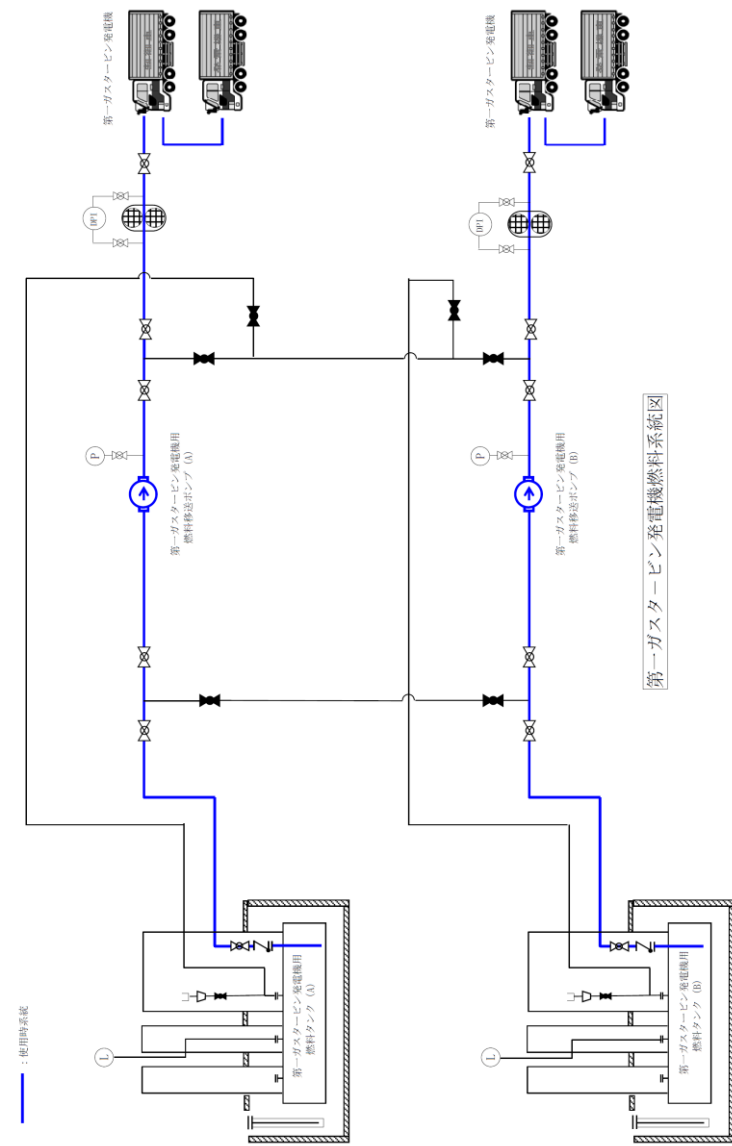 第一ガスタービン発電機
第一ガスタービン発電機
DPI
DPI
P
P
第一ガスタービン発電機用
燃料移送ポンプ (A)
第一ガスタービン発電機用
燃料移送ポンプ (B)
第一ガスタービン発電機燃料系統図
第一ガスタービン発電機用
燃料タンク (A)
第一ガスタービン発電機用
燃料タンク (B)
L
L
：使用時系統